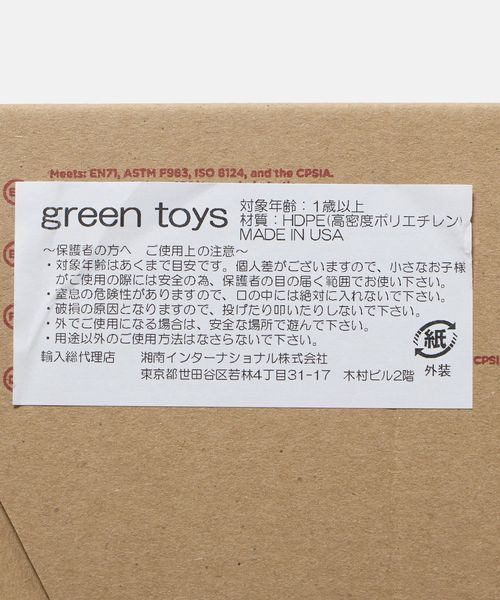 Meets: EN71, ASTM F963, ISO 8124, and the CPSIA.
green toys
対象年齢：1歳以上
材質：HDPE(高密度ポリエチレン)
MADE IN USA
～保護者の方へ　ご使用上の注意～
・対象年齢はあくまで目安です。個人差がございますので、小さなお子様
がご使用の際には安全の為、保護者の目の届く範囲でお使い下さい。
・窒息の危険性がありますので、口の中には絶対に入れないで下さい。
・破損の原因となりますので、投げたり叩いたりしないで下さい。
・外でご使用になる場合は、安全な場所で遊んで下さい。
・用途以外のご使用方法はなさらないで下さい。
紙
外装
CPSIA
輸入総代理店　湘南インターナショナル株式会社
東京都世田谷区若林4丁目31-17　木村ビル2階